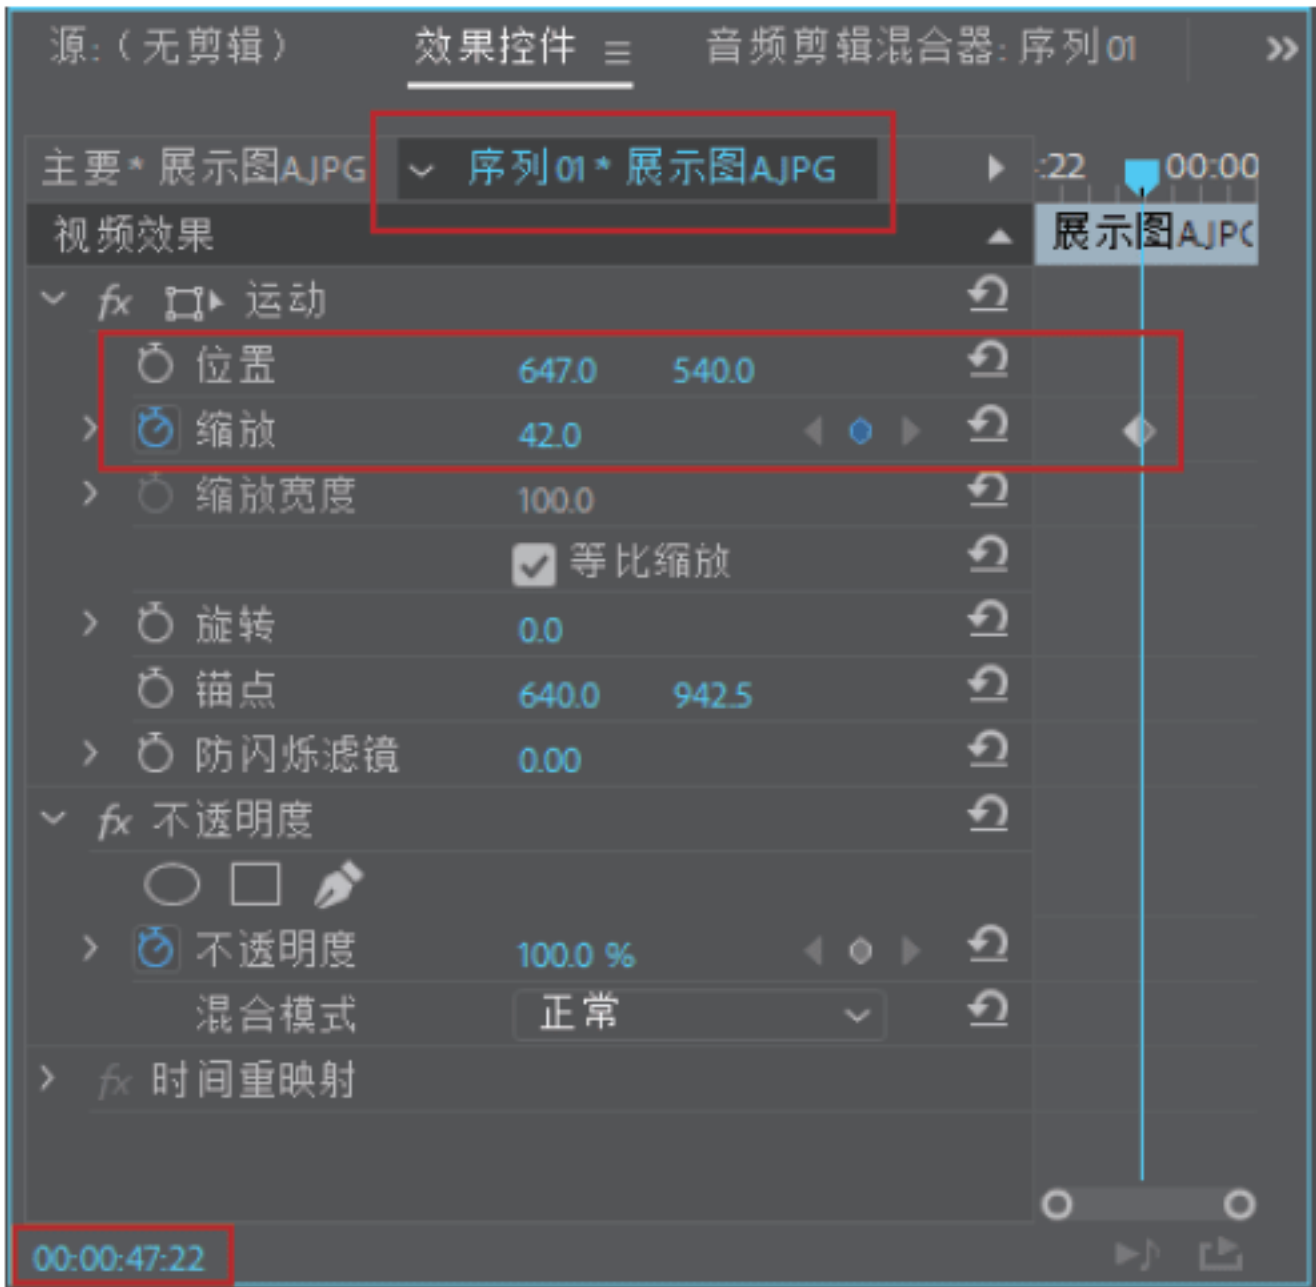 源:（无剪辑） 效果控件 音频剪辑混合器: 序列 01
主要* 展示图A.JPG 序列 01 * 展示图A.JPG :22 00:00
视频效果 展示图A.JPG
fx 运动
位置 647.0 540.0
缩放 42.0
缩放宽度 100.0
等比缩放
旋转 0.0
锚点 640.0 942.5
防闪烁滤镜 0.00
fx 不透明度
不透明度 100.0 %
混合模式 正常
fx 时间重映射
00:00:47:22